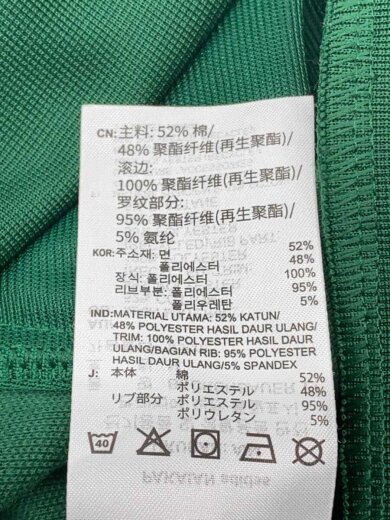 CN: 主料: 52% 棉/
48% 聚酯纤维(再生聚酯)/
滚边:
100% 聚酯纤维(再生聚酯)/
罗纹部分:
95% 聚酯纤维(再生聚酯)/
5% 氨纶
KOR: 주소재: 면 52%
폴리에스터 48%
장식: 폴리에스터 100%
리브부분: 폴리에스터 95%
폴리우레탄 5%
IND: MATERIAL UTAMA: 52% KATUN/
48% POLYESTER HASIL DAUR ULANG/
TRIM: 100% POLYESTER HASIL DAUR
ULANG/BAGIAN RIB: 95% POLYESTER
HASIL DAUR ULANG/5% SPANDEX
J: 本体 綿 52%
ポリエステル 48%
リブ部分 ポリエステル 95%
ポリウレタン 5%
40
PAKAIAN adidas